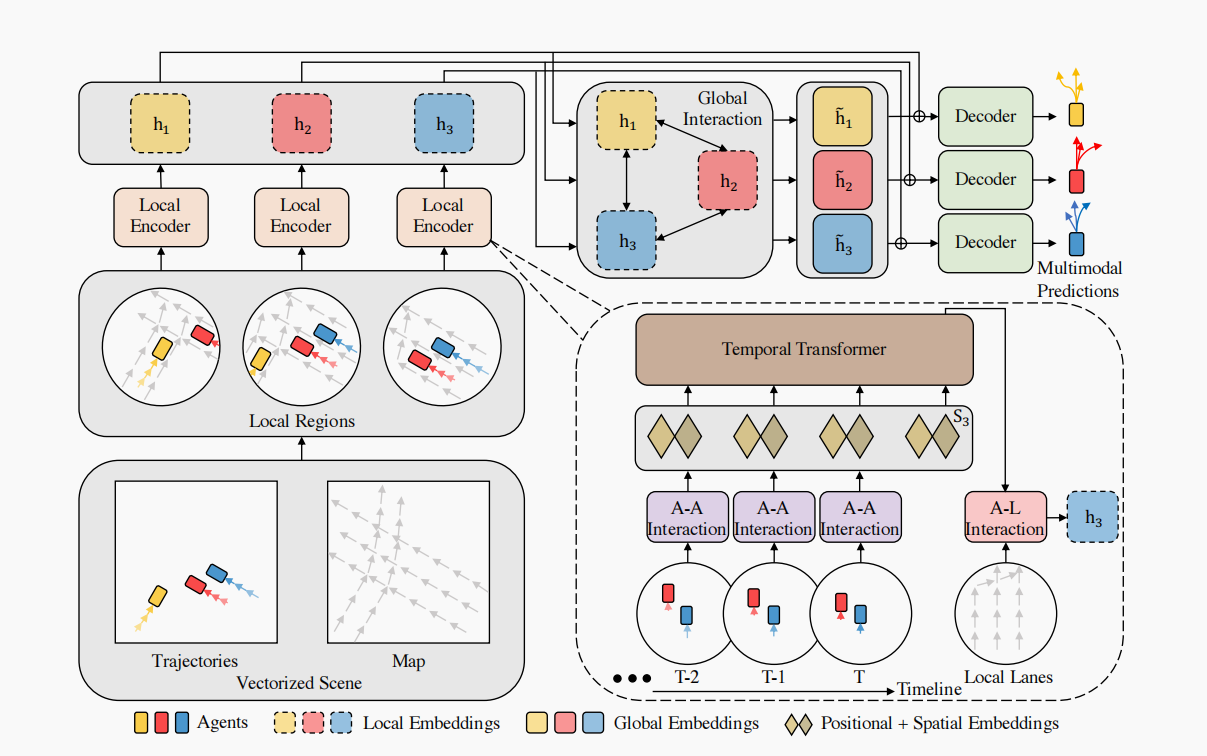 h₁
h₂
h₃
Local
Encoder
Local
Encoder
Local
Encoder
Local Regions
Trajectories
Map
Vectorized Scene
Global
Interaction
h₁
h₂
h₃
h̃₁
h̃₂
h̃₃
Decoder
Decoder
Decoder
Multimodal
Predictions
Temporal Transformer
S₃
A-A
Interaction
A-A
Interaction
A-A
Interaction
A-L
Interaction
h₃
T-2
T-1
T
Local Lanes
Timeline
Agents
Local Embeddings
Global Embeddings
Positional + Spatial Embeddings